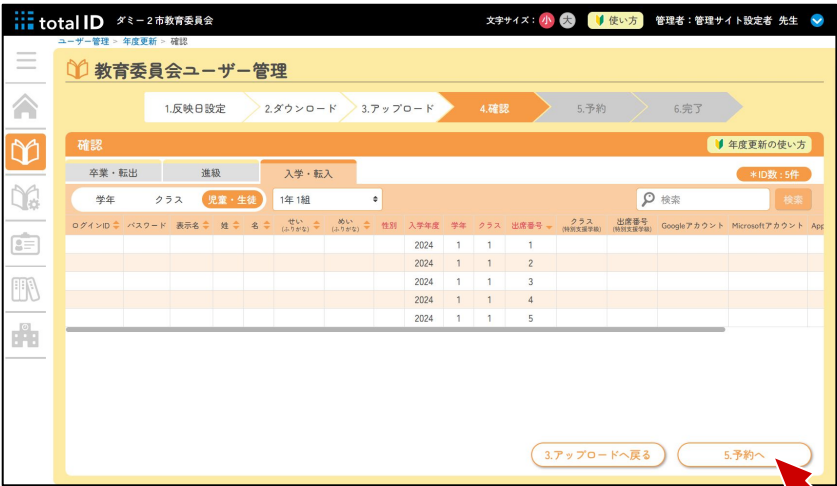 total ID ダミー2市教育委員会 文字サイズ: 小 大 使い方 管理者:管理サイト設定者 先生
ユーザー管理 > 年度更新 > 確認
教育委員会ユーザー管理
1.反映日設定 2.ダウンロード 3.アップロード 4.確認 5.予約 6.完了
確認 年度更新の使い方
卒業・転出 進級 入学・転入 *ID数:5件
学年 クラス 児童・生徒 1年1組 検索 検索
ログインID パスワード 表示名 姓 名 せい(ふりがな) めい(ふりがな) 性別 入学年度 学年 クラス 出席番号 クラス(特別支援学級) 出席番号(特別支援学級) Googleアカウント Microsoftアカウント App
2024 1 1 1
2024 1 1 2
2024 1 1 3
2024 1 1 4
2024 1 1 5
3.アップロードへ戻る 5.予約へ